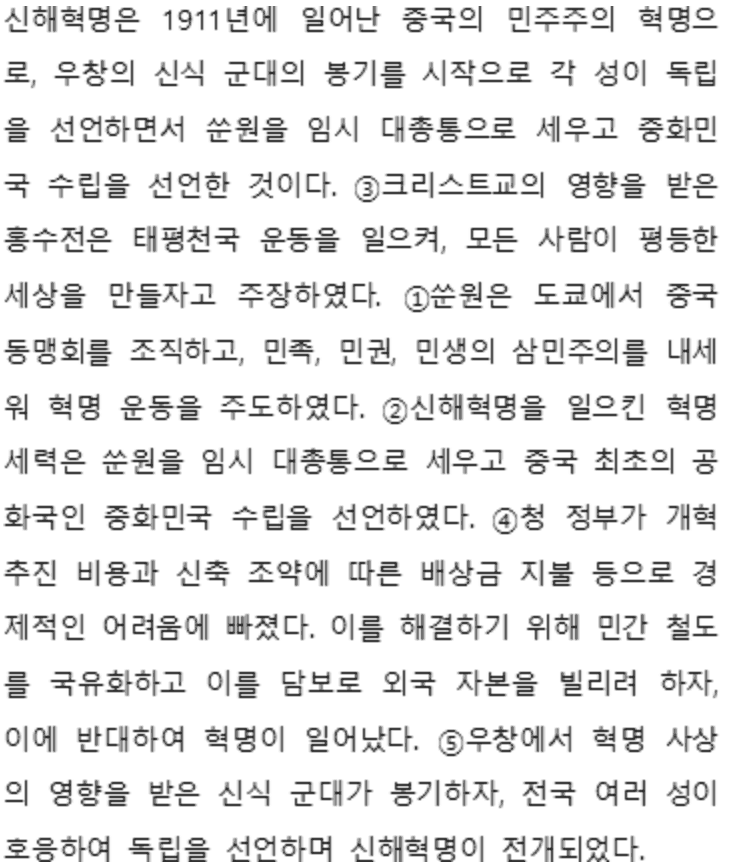 신해혁명은 1911년에 일어난 중국의 민주주의 혁명으
로, 우창의 신식 군대의 봉기를 시작으로 각 성이 독립
을 선언하면서 쑨원을 임시 대총통으로 세우고 중화민
국 수립을 선언한 것이다. ③크리스트교의 영향을 받은
홍수전은 태평천국 운동을 일으켜, 모든 사람이 평등한
세상을 만들자고 주장하였다. ①쑨원은 도쿄에서 중국
동맹회를 조직하고, 민족, 민권, 민생의 삼민주의를 내세
워 혁명 운동을 주도하였다. ②신해혁명을 일으킨 혁명
세력은 쑨원을 임시 대총통으로 세우고 중국 최초의 공
화국인 중화민국 수립을 선언하였다. ④청 정부가 개혁
추진 비용과 신축 조약에 따른 배상금 지불 등으로 경
제적인 어려움에 빠졌다. 이를 해결하기 위해 민간 철도
를 국유화하고 이를 담보로 외국 자본을 빌리려 하자,
이에 반대하여 혁명이 일어났다. ⑤우창에서 혁명 사상
의 영향을 받은 신식 군대가 봉기하자, 전국 여러 성이
호응하여 독립을 선언하며 신해혁명이 전개되었다.